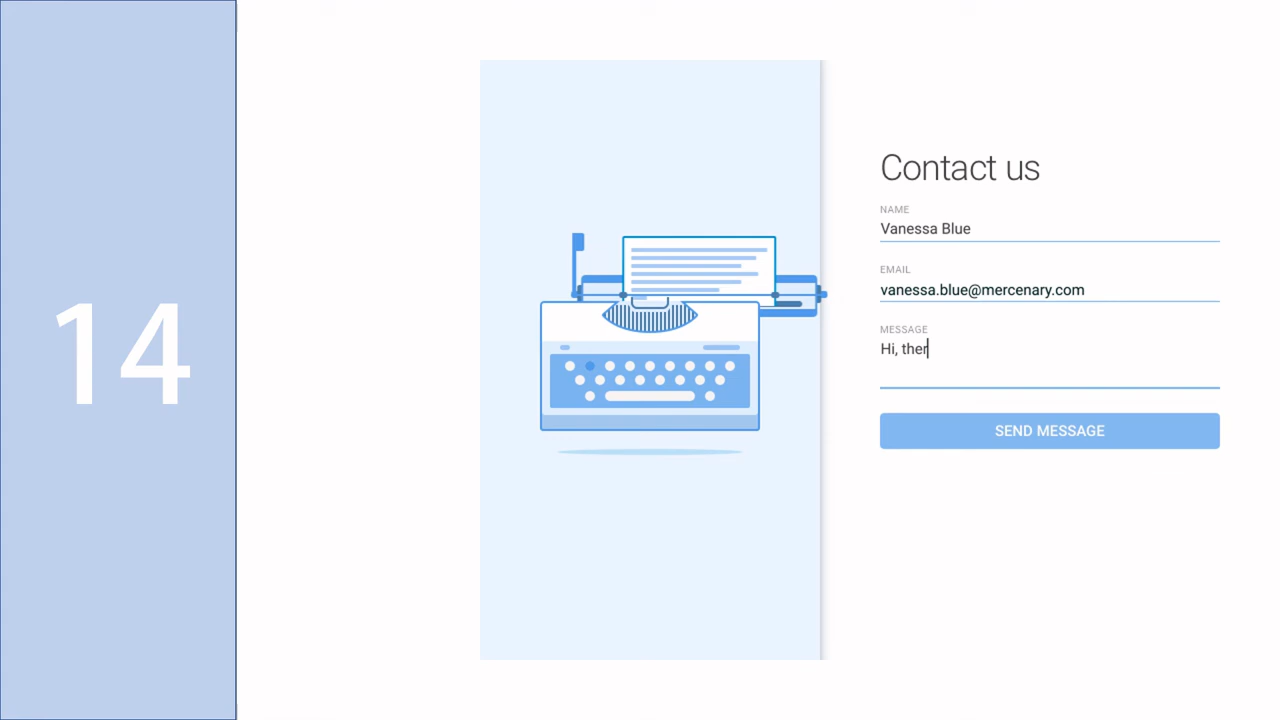 14
Contact us
NAME
Vanessa Blue
EMAIL
vanessa.blue@mercenary.com
MESSAGE
Hi, ther
SEND MESSAGE